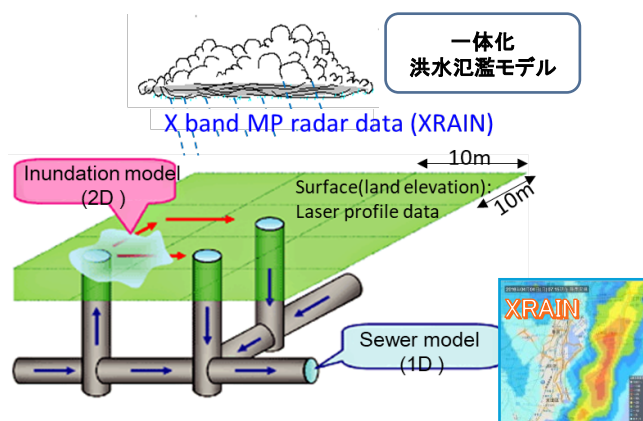 一体化
洪水氾濫モデル
X band MP radar data (XRAIN)
10m
Inundation model
(2D )
Surface(land elevation):
Laser profile data
10m
XRAIN
Sewer model
(1D )